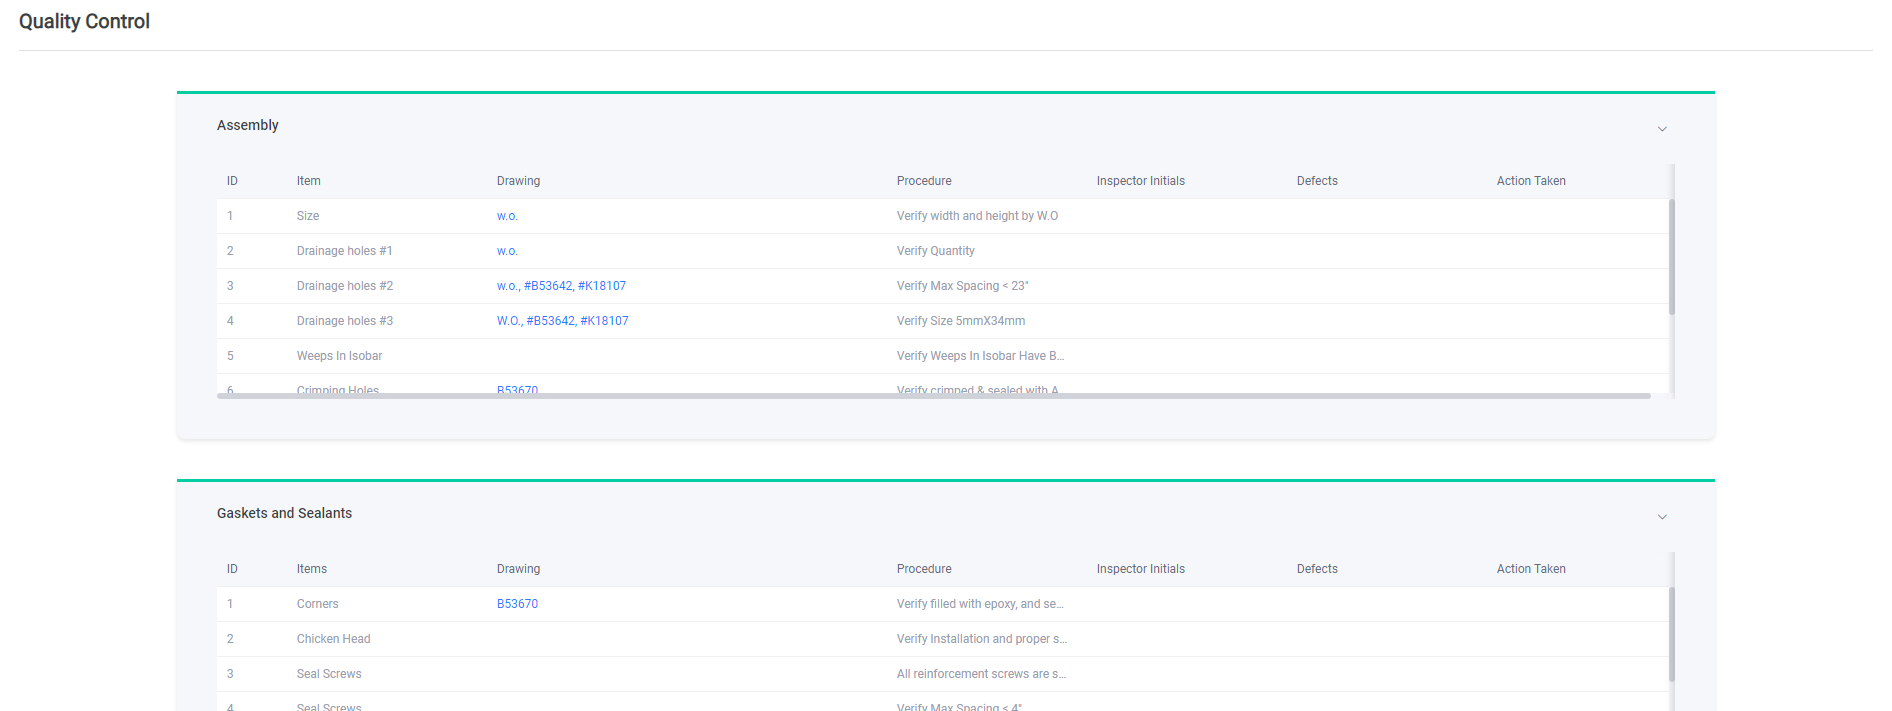 Quality Control
Assembly
ID Item Drawing Procedure Inspector Initials Defects Action Taken
1 Size w.o. Verify width and height by W.O
2 Drainage holes #1 w.o. Verify Quantity
3 Drainage holes #2 w.o., #B53642, #K18107 Verify Max Spacing < 23"
4 Drainage holes #3 W.O., #B53642, #K18107 Verify Size 5mmX34mm
5 Weeps In Isobar Verify Weeps In Isobar Have B...
6 Crimping Holes B53670 Verify crimped & sealed with A
Gaskets and Sealants
ID Items Drawing Procedure Inspector Initials Defects Action Taken
1 Corners B53670 Verify filled with epoxy, and se...
2 Chicken Head Verify Installation and proper s...
3 Seal Screws All reinforcement screws are s...
4 Seal Screws Verify Max Spacing < 4"